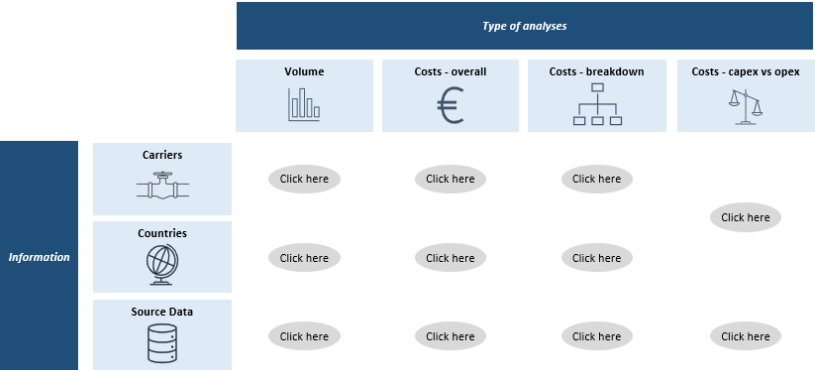 Type of analyses
Volume
Costs - overall
Costs - breakdown
Costs - capex vs opex
Information
Carriers
Click here
Click here
Click here
Click here
Countries
Click here
Click here
Click here
Source Data
Click here
Click here
Click here
Click here